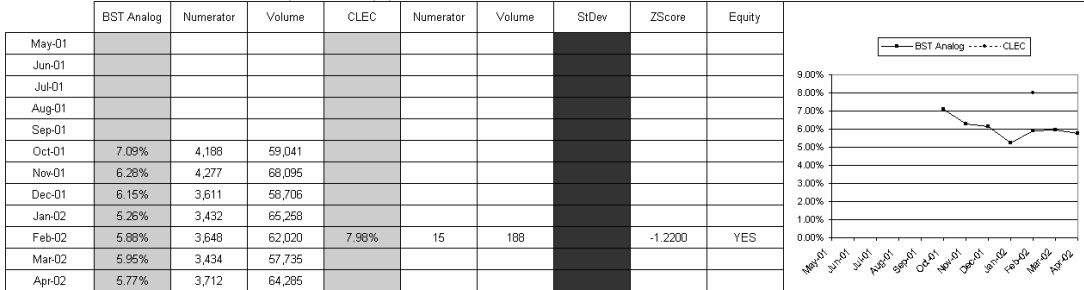 BST Analog Numerator Volume CLEC Numerator Volume StDev ZScore Equity
May-01
Jun-01
Jul-01
Aug-01
Sep-01
Oct-01 7.09% 4,188 59,041
Nov-01 6.28% 4,277 68,095
Dec-01 6.15% 3,611 58,706
Jan-02 5.26% 3,432 65,258
Feb-02 5.88% 3,648 62,020 7.98% 15 188 -1.2200 YES
Mar-02 5.95% 3,434 57,735
Apr-02 5.77% 3,712 64,285
BST Analog CLEC
9.00%
8.00%
7.00%
6.00%
5.00%
4.00%
3.00%
2.00%
1.00%
0.00%
May-01 Jun-01 Jul-01 Aug-01 Sep-01 Oct-01 Nov-01 Dec-01 Jan-02 Feb-02 Mar-02 Apr-02